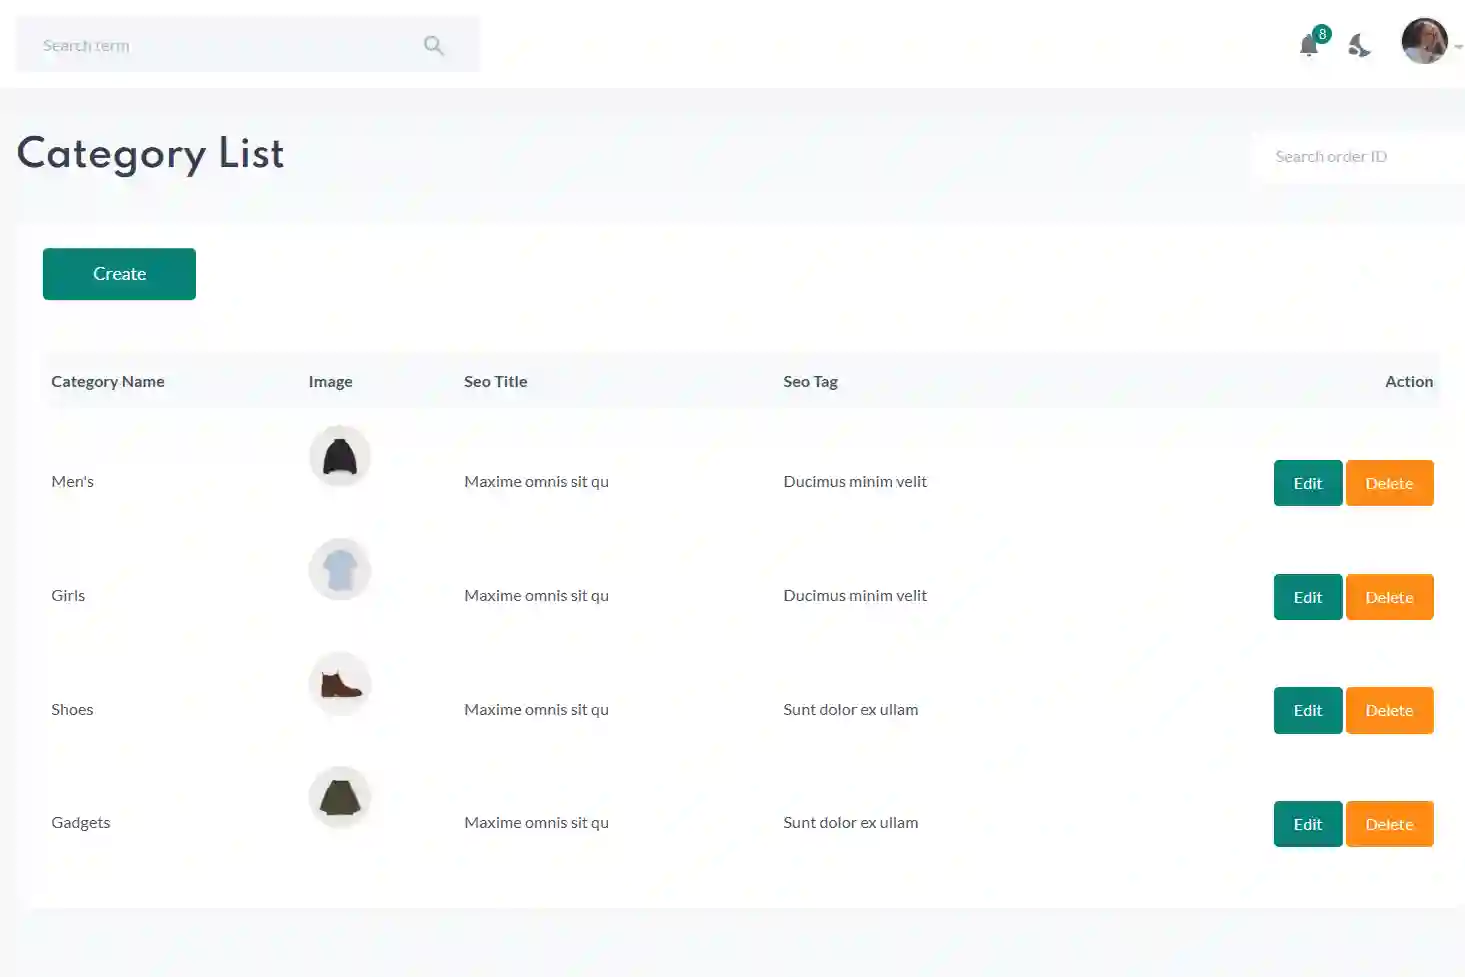 Search term
8
Category List
Search order ID
Create
Category Name Image Seo Title Seo Tag Action
Men's Maxime omnis sit qu Ducimus minim velit Edit Delete
Girls Maxime omnis sit qu Ducimus minim velit Edit Delete
Shoes Maxime omnis sit qu Sunt dolor ex ullam Edit Delete
Gadgets Maxime omnis sit qu Sunt dolor ex ullam Edit Delete